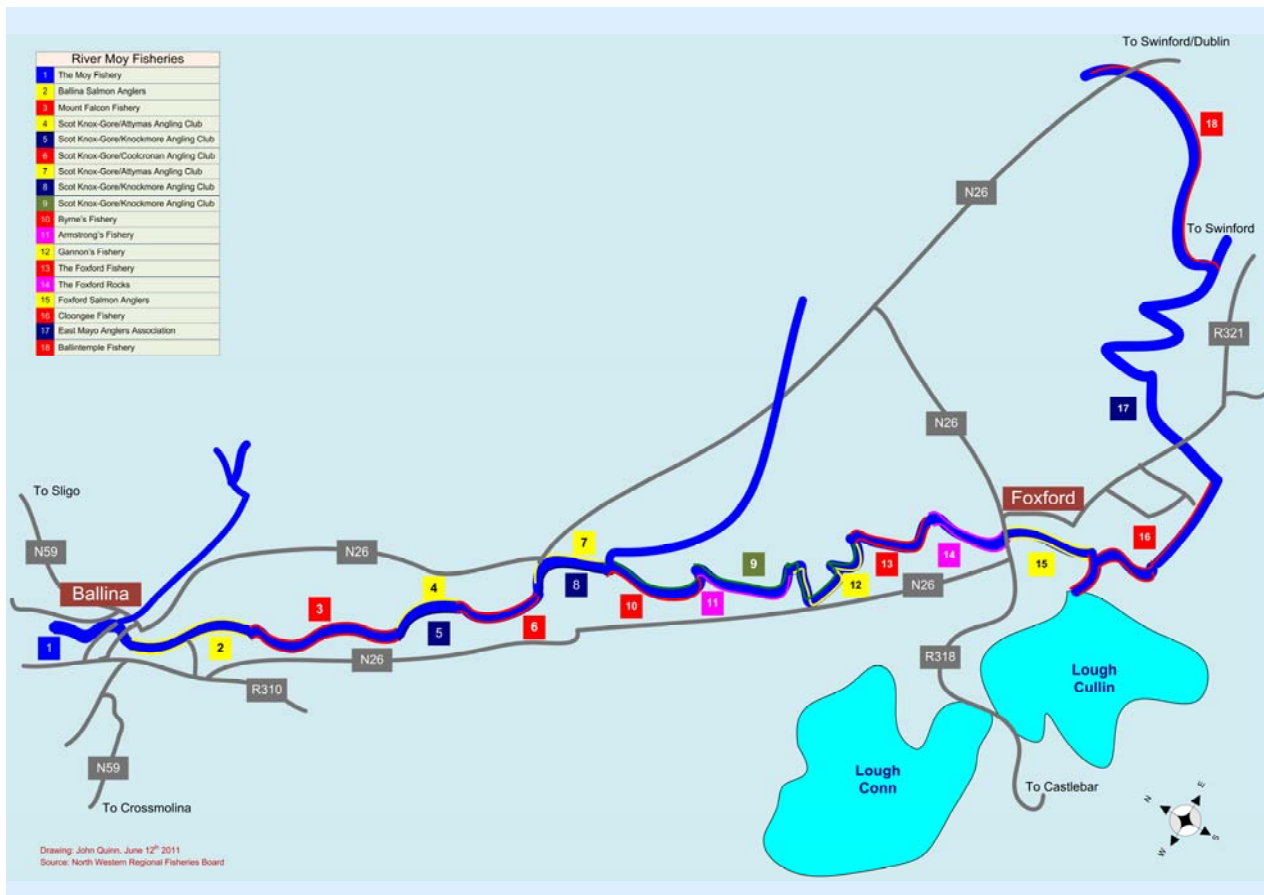 River Moy Fisheries
1 The Moy Fishery
2 Ballina Salmon Anglers
3 Mount Falcon Fishery
4 Scot Knox-Gore/Attymas Angling Club
5 Scot Knox-Gore/Knockmore Angling Club
6 Scot Knox-Gore/Coolcronan Angling Club
7 Scot Knox-Gore/Attymas Angling Club
8 Scot Knox-Gore/Knockmore Angling Club
9 Scot Knox-Gore/Knockmore Angling Club
10 Byrne's Fishery
11 Armstrong's Fishery
12 Gannon's Fishery
13 The Foxford Fishery
14 The Foxford Rocks
15 Foxford Salmon Anglers
16 Cloongee Fishery
17 East Mayo Anglers Association
18 Ballintemple Fishery
To Swinford/Dublin
18
N26
To Swinford
R321
17
N26
To Sligo
Foxford
N59
N26
7
9
14
16
15
Ballina
4
8
10
11
12
13
N26
3
5
6
1
2
N26
R310
R318
Lough
Cullin
N59
Lough
Conn
To Crossmolina
To Castlebar
N
E
W
S
Drawing: John Quinn, June 12th 2011
Source: North Western Regional Fisheries Board